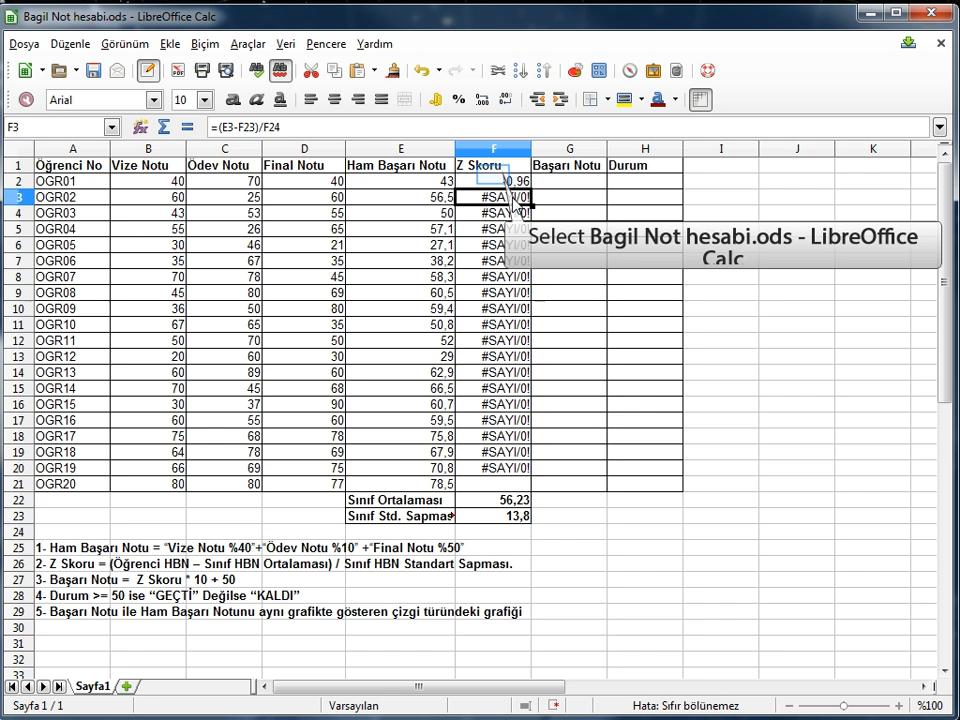 Bagil Not hesabi.ods - LibreOffice Calc
Dosya Düzenle Görünüm Ekle Biçim Araçlar Veri Pencere Yardım
Arial 10
F3 =(E3-F23)/F24
A B C D E F G H I J K
1 Öğrenci No Vize Notu Ödev Notu Final Notu Ham Başarı Notu Z Skoru Başarı Notu Durum
2 OGR01 40 70 40 43 -0,96
3 OGR02 60 25 60 56,5 #SAYI/0!
4 OGR03 43 53 55 50 #SAYI/0!
5 OGR04 55 26 65 57,1 #SAYI/0!
6 OGR05 30 46 21 27,1 #SAYI/0!
7 OGR06 35 67 35 38,2 #SAYI/0!
8 OGR07 70 78 45 58,3 #SAYI/0!
9 OGR08 45 80 69 60,5 #SAYI/0!
10 OGR09 36 50 80 59,4 #SAYI/0!
11 OGR10 67 65 35 50,8 #SAYI/0!
12 OGR11 50 70 50 52 #SAYI/0!
13 OGR12 20 60 30 29 #SAYI/0!
14 OGR13 60 89 60 62,9 #SAYI/0!
15 OGR14 70 45 68 66,5 #SAYI/0!
16 OGR15 30 37 90 60,7 #SAYI/0!
17 OGR16 60 55 60 59,5 #SAYI/0!
18 OGR17 75 68 78 75,8 #SAYI/0!
19 OGR18 64 78 69 67,9 #SAYI/0!
20 OGR19 66 69 75 70,8 #SAYI/0!
21 OGR20 80 80 77 78,5
22 Sınıf Ortalaması 56,23
23 Sınıf Std. Sapmas 13,8
24
25 1- Ham Başarı Notu = “Vize Notu %40”+“Ödev Notu %10” +“Final Notu %50”
26 2- Z Skoru = (Öğrenci HBN – Sınıf HBN Ortalaması) / Sınıf HBN Standart Sapması.
27 3- Başarı Notu = Z Skoru * 10 + 50
28 4- Durum >= 50 ise “GEÇTİ” Değilse “KALDI”
29 5- Başarı Notu ile Ham Başarı Notunu aynı grafikte gösteren çizgi türündeki grafiği
30
31
32
33
Select Bagil Not hesabi.ods - LibreOffice
Calc
Sayfa1
Sayfa 1 / 1 Varsayılan Hata: Sıfır bölünemez %100